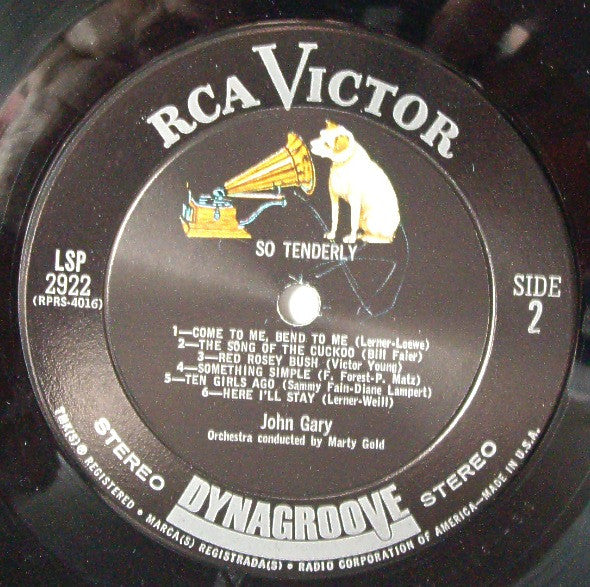 RCA VICTOR
SO TENDERLY
LSP
2922
(RPRS-4016)
SIDE
2
1—COME TO ME, BEND TO ME (Lerner-Loewe)
2—THE SONG OF THE CUCKOO (Bill Faier)
3—RED ROSEY BUSH (Victor Young)
4—SOMETHING SIMPLE (F. Forest-P. Matz)
5—TEN GIRLS AGO (Sammy Fain-Diane Lampert)
6—HERE I'LL STAY (Lerner-Weill)
John Gary
Orchestra conducted by Marty Gold
STEREO
DYNAGROOVE
STEREO
TMK(S) ® REGISTERED • MARCA(S) REGISTRADA(S) • RADIO CORPORATION OF AMERICA—MADE IN U.S.A.